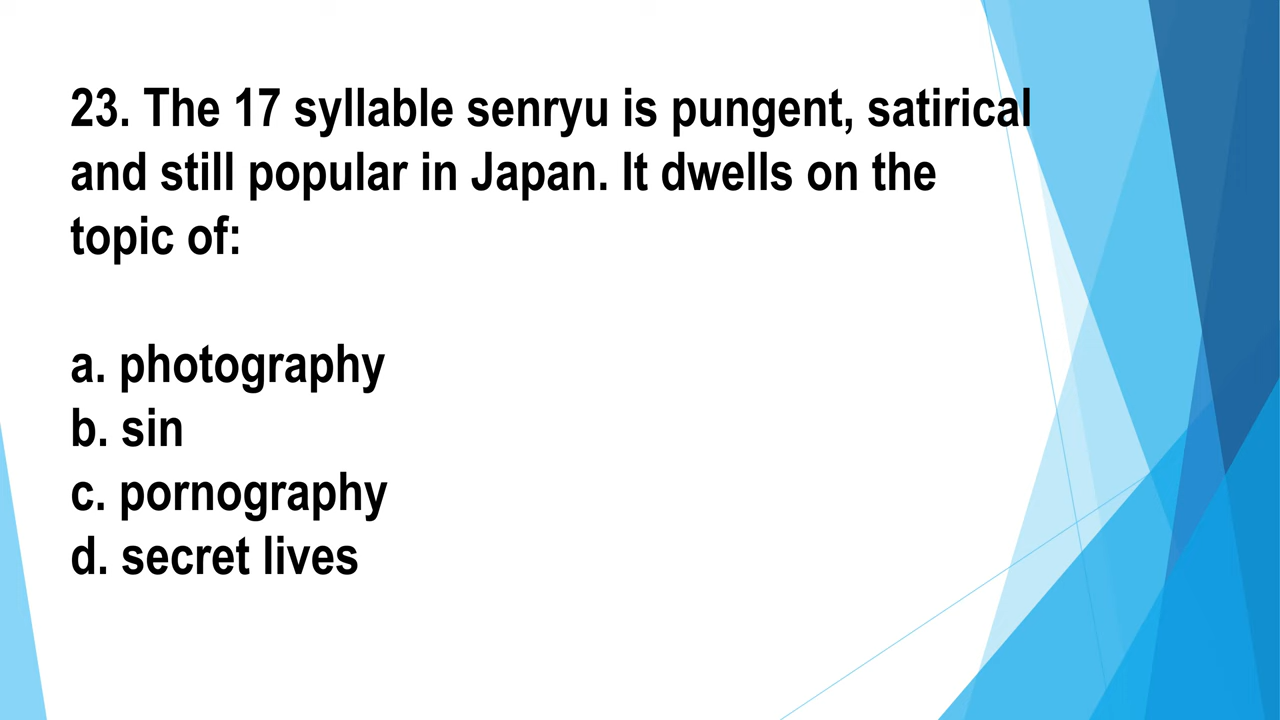 23. The 17 syllable senryu is pungent, satirical
and still popular in Japan. It dwells on the
topic of:
a. photography
b. sin
c. pornography
d. secret lives